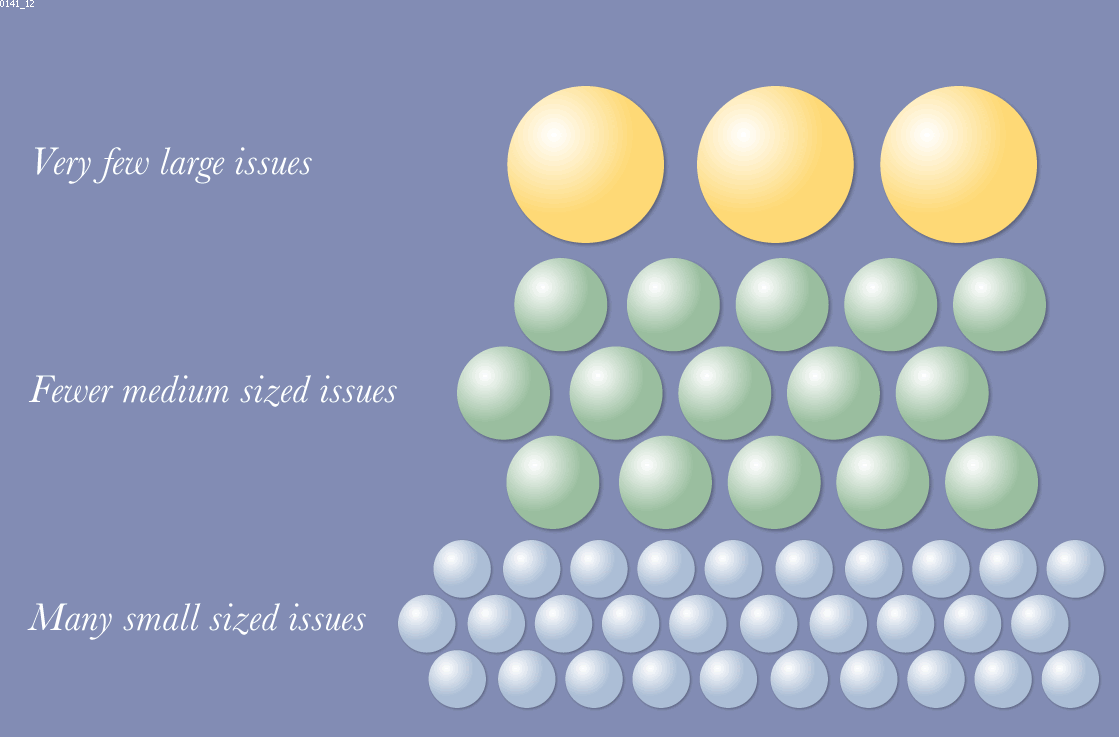 0141_12
Very few large issues
Fewer medium sized issues
Many small sized issues